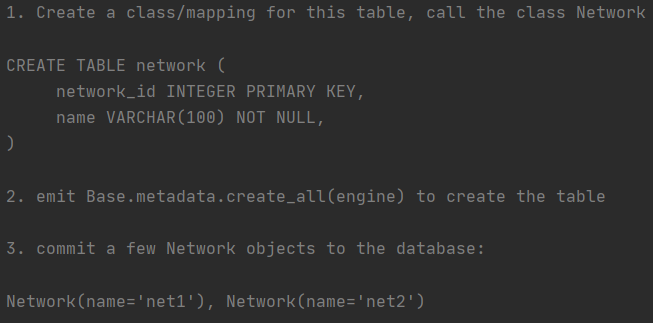 1. Create a class/mapping for this table, call the class Network
CREATE TABLE network (
     network_id INTEGER PRIMARY KEY,
     name VARCHAR(100) NOT NULL,
)
2. emit Base.metadata.create_all(engine) to create the table
3. commit a few Network objects to the database:
Network(name='net1'), Network(name='net2')